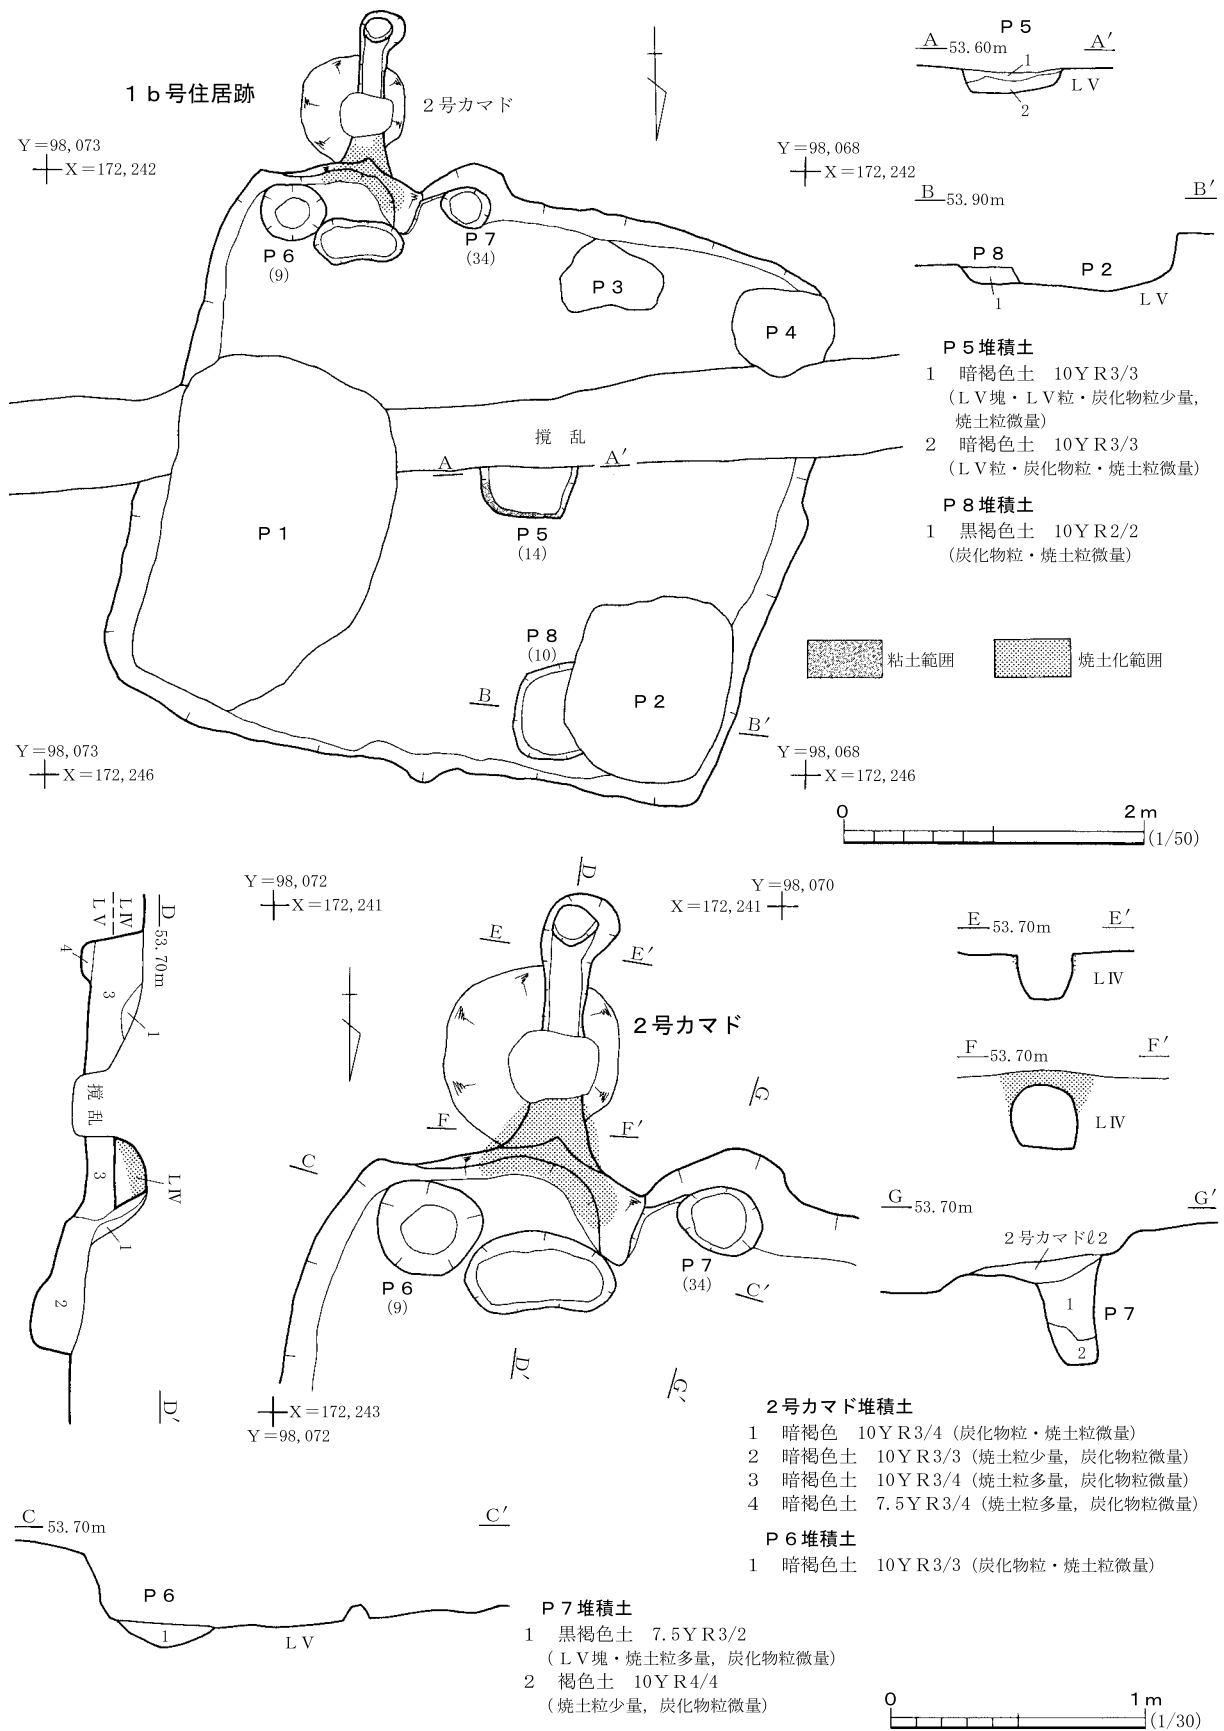 1b号住居跡
2号カマド
Y=98,073
X=172,242
Y=98,068
X=172,242
P6
(9)
P7
(34)
P3
P4
P1
撹乱
A
A′
P5
(14)
P8
(10)
B
P2
B′
Y=98,073
X=172,246
Y=98,068
X=172,246
P5
A 53.60m A′
1
LV
2
B 53.90m B′
P8
P2
1
LV
P5堆積土
1 暗褐色土 10YR3/3
(LV塊・LV粒・炭化物粒少量,
焼土粒微量)
2 暗褐色土 10YR3/3
(LV粒・炭化物粒・焼土粒微量)
P8堆積土
1 黒褐色土 10YR2/2
(炭化物粒・焼土粒微量)
粘土範囲
焼土化範囲
0 2m
(1/50)
D 53.70m
LIV
LV
4
3
1
撹乱
3
LIV
1
2
D′
Y=98,072
X=172,241
Y=98,070
X=172,241
D
E
E′
2号カマド
F
F′
G
C
P6
(9)
P7
(34)
C′
D′
G′
X=172,243
Y=98,072
E 53.70m E′
LIV
F 53.70m F′
LIV
G 53.70m G′
2号カマドℓ2
1
P7
2
2号カマド堆積土
1 暗褐色 10YR3/4 (炭化物粒・焼土粒微量)
2 暗褐色土 10YR3/3 (焼土粒少量, 炭化物粒微量)
3 暗褐色土 10YR3/4 (焼土粒多量, 炭化物粒微量)
4 暗褐色土 7.5YR3/4 (焼土粒多量, 炭化物粒微量)
P6堆積土
1 暗褐色土 10YR3/3 (炭化物粒・焼土粒微量)
C 53.70m C′
P6
1
LV
P7堆積土
1 黒褐色土 7.5YR3/2
(LV塊・焼土粒多量, 炭化物粒微量)
2 褐色土 10YR4/4
(焼土粒少量, 炭化物粒微量)
0 1m
(1/30)